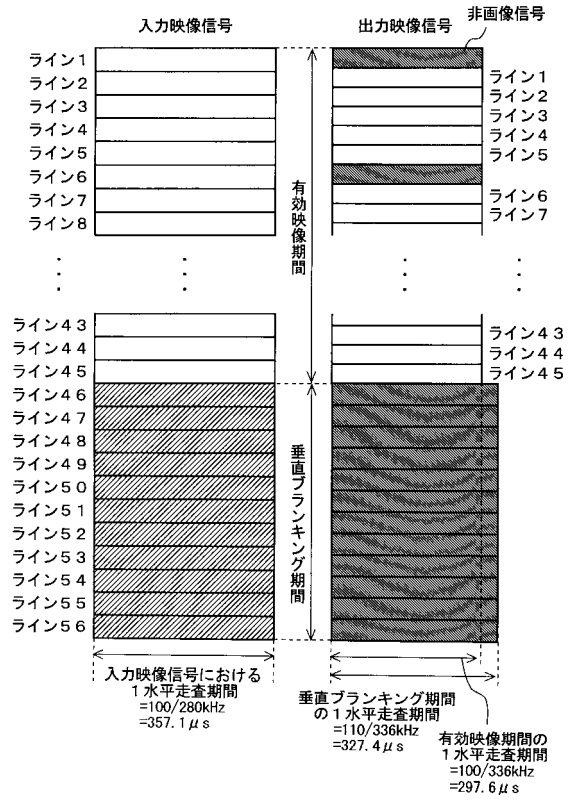 入力映像信号
出力映像信号
非画像信号
ライン1
ライン2
ライン3
ライン4
ライン5
ライン6
ライン7
ライン8
ライン43
ライン44
ライン45
ライン46
ライン47
ライン48
ライン49
ライン50
ライン51
ライン52
ライン53
ライン54
ライン55
ライン56
有効映像期間
垂直ブランキング期間
ライン1
ライン2
ライン3
ライン4
ライン5
ライン6
ライン7
ライン43
ライン44
ライン45
入力映像信号における
1水平走査期間
=100/280kHz
=357.1μs
垂直ブランキング期間
の1水平走査期間
=110/336kHz
=327.4μs
有効映像期間の
1水平走査期間
=100/336kHz
=297.6μs